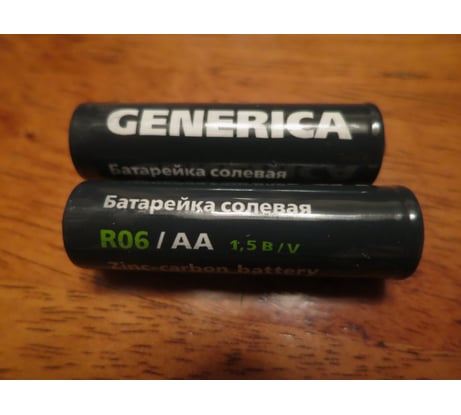 GENERICA
Батарейка солевая
Батарейка солевая
R06 / AA 1,5 В / V
Zinc-carbon battery